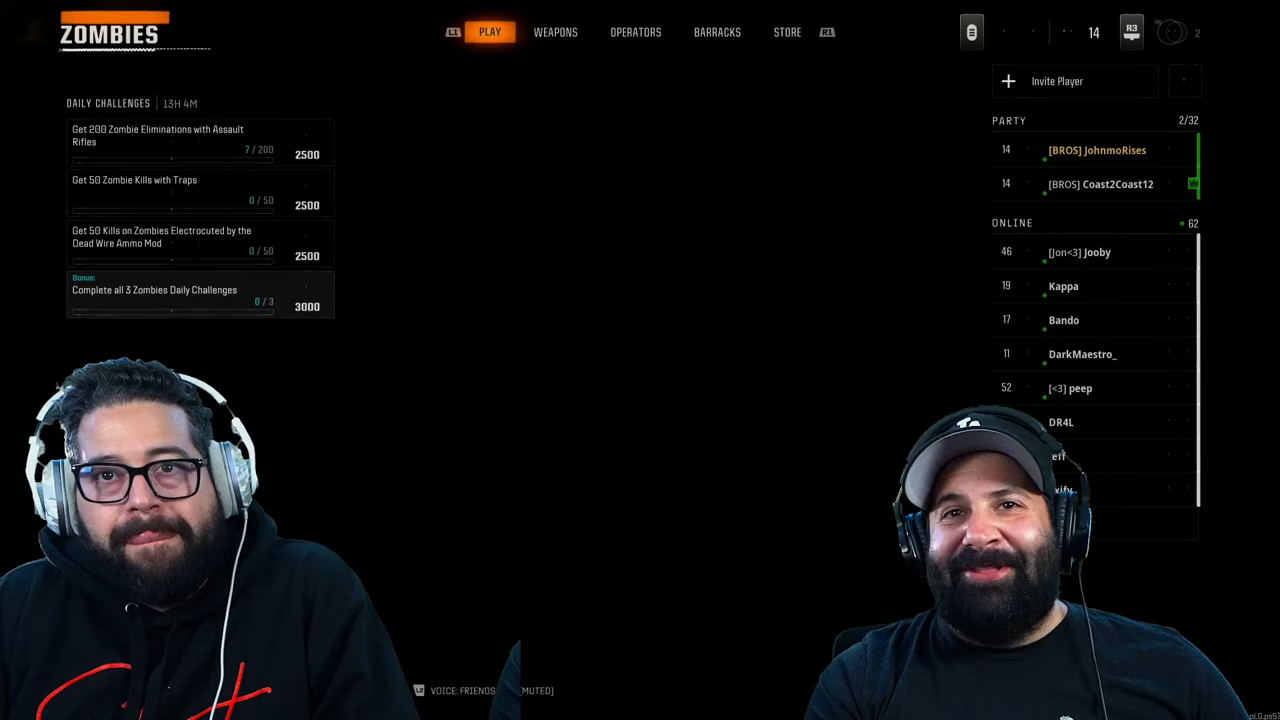 ZOMBIES
L1 PLAY WEAPONS OPERATORS BARRACKS STORE R1
14 R3 2
DAILY CHALLENGES 13H 4M
Get 200 Zombie Eliminations with Assault
Rifles
7 / 200
2500
Get 50 Zombie Kills with Traps
0 / 50
2500
Get 50 Kills on Zombies Electrocuted by the
Dead Wire Ammo Mod
0 / 50
2500
Bonus:
Complete all 3 Zombies Daily Challenges
0 / 3
3000
Invite Player
PARTY 2/32
14 [BROS] JohnmoRises
14 [BROS] Coast2Coast12
ONLINE 62
46 [Jon<3] Jooby
19 Kappa
17 Bando
11 DarkMaestro_
52 [<3] peep
DR4L
VOICE: FRIENDS [MUTED]